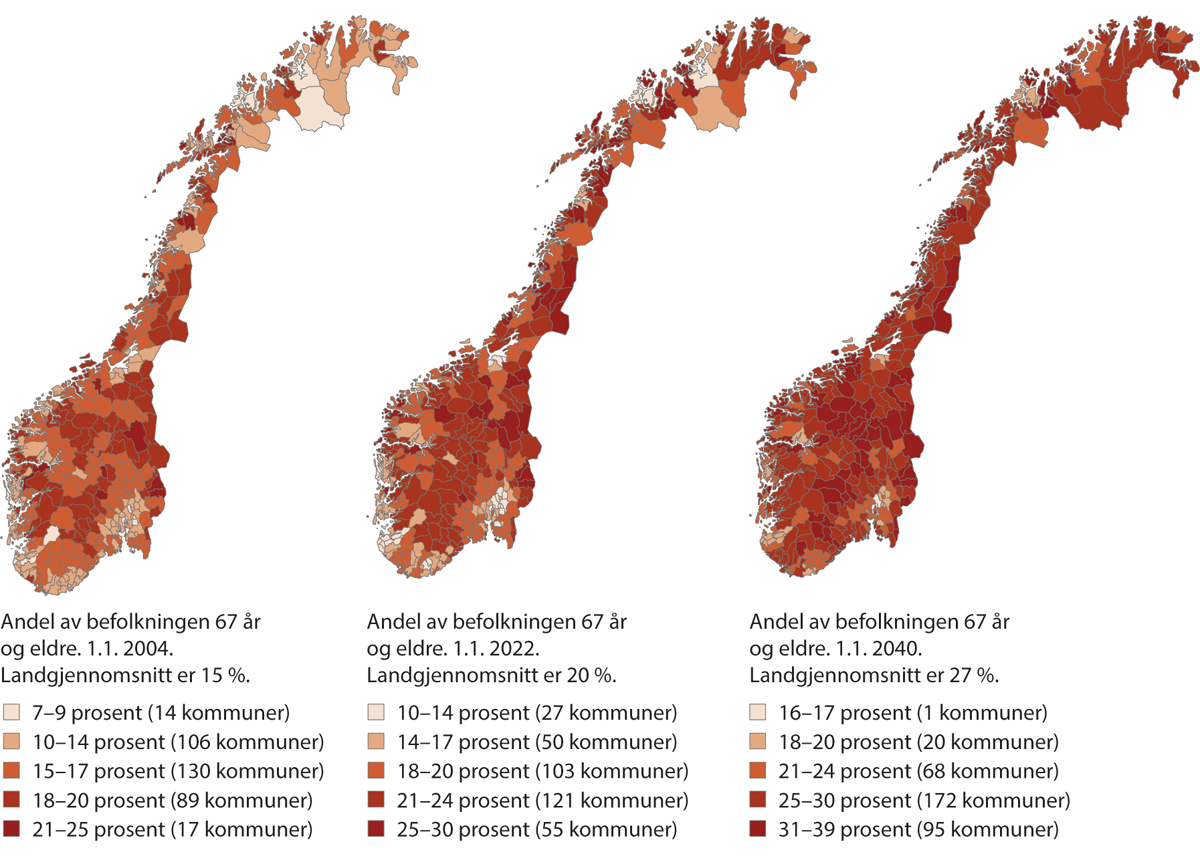 Andel av befolkningen 67 år
og eldre. 1.1. 2004.
Landgjennomsnitt er 15 %.
7–9 prosent (14 kommuner)
10–14 prosent (106 kommuner)
15–17 prosent (130 kommuner)
18–20 prosent (89 kommuner)
21–25 prosent (17 kommuner)
Andel av befolkningen 67 år
og eldre. 1.1. 2022.
Landgjennomsnitt er 20 %.
10–14 prosent (27 kommuner)
14–17 prosent (50 kommuner)
18–20 prosent (103 kommuner)
21–24 prosent (121 kommuner)
25–30 prosent (55 kommuner)
Andel av befolkningen 67 år
og eldre. 1.1. 2040.
Landgjennomsnitt er 27 %.
16–17 prosent (1 kommuner)
18–20 prosent (20 kommuner)
21–24 prosent (68 kommuner)
25–30 prosent (172 kommuner)
31–39 prosent (95 kommuner)